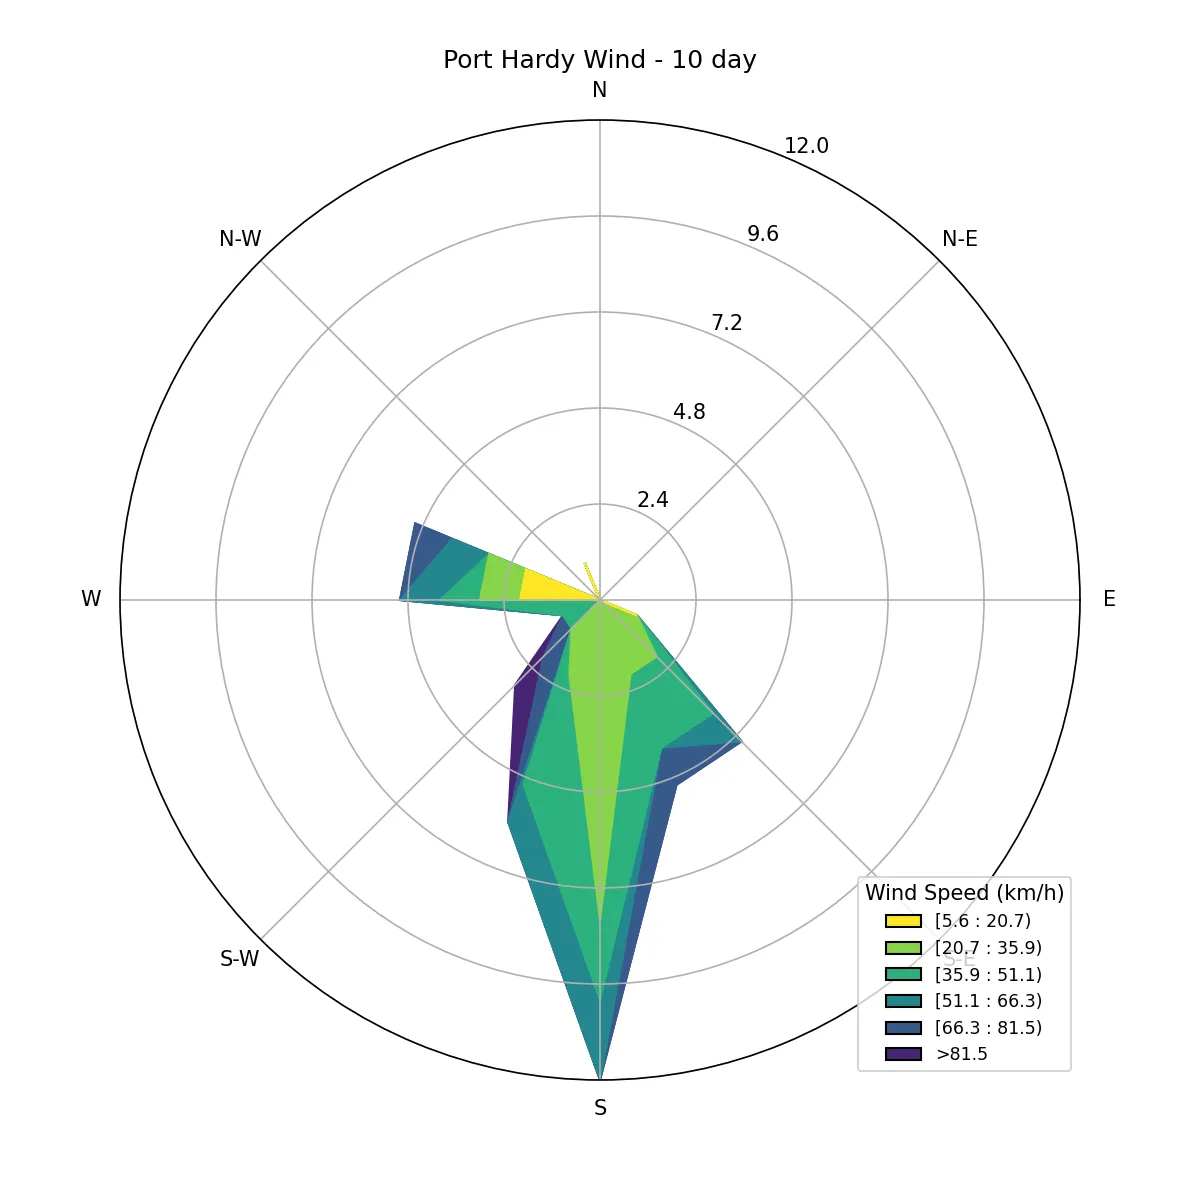 Port Hardy Wind - 10 day
N
12.0
9.6
N-W
N-E
7.2
4.8
2.4
W
E
S-W
S-E
S
Wind Speed (km/h)
[5.6 : 20.7)
[20.7 : 35.9)
[35.9 : 51.1)
[51.1 : 66.3)
[66.3 : 81.5)
>81.5